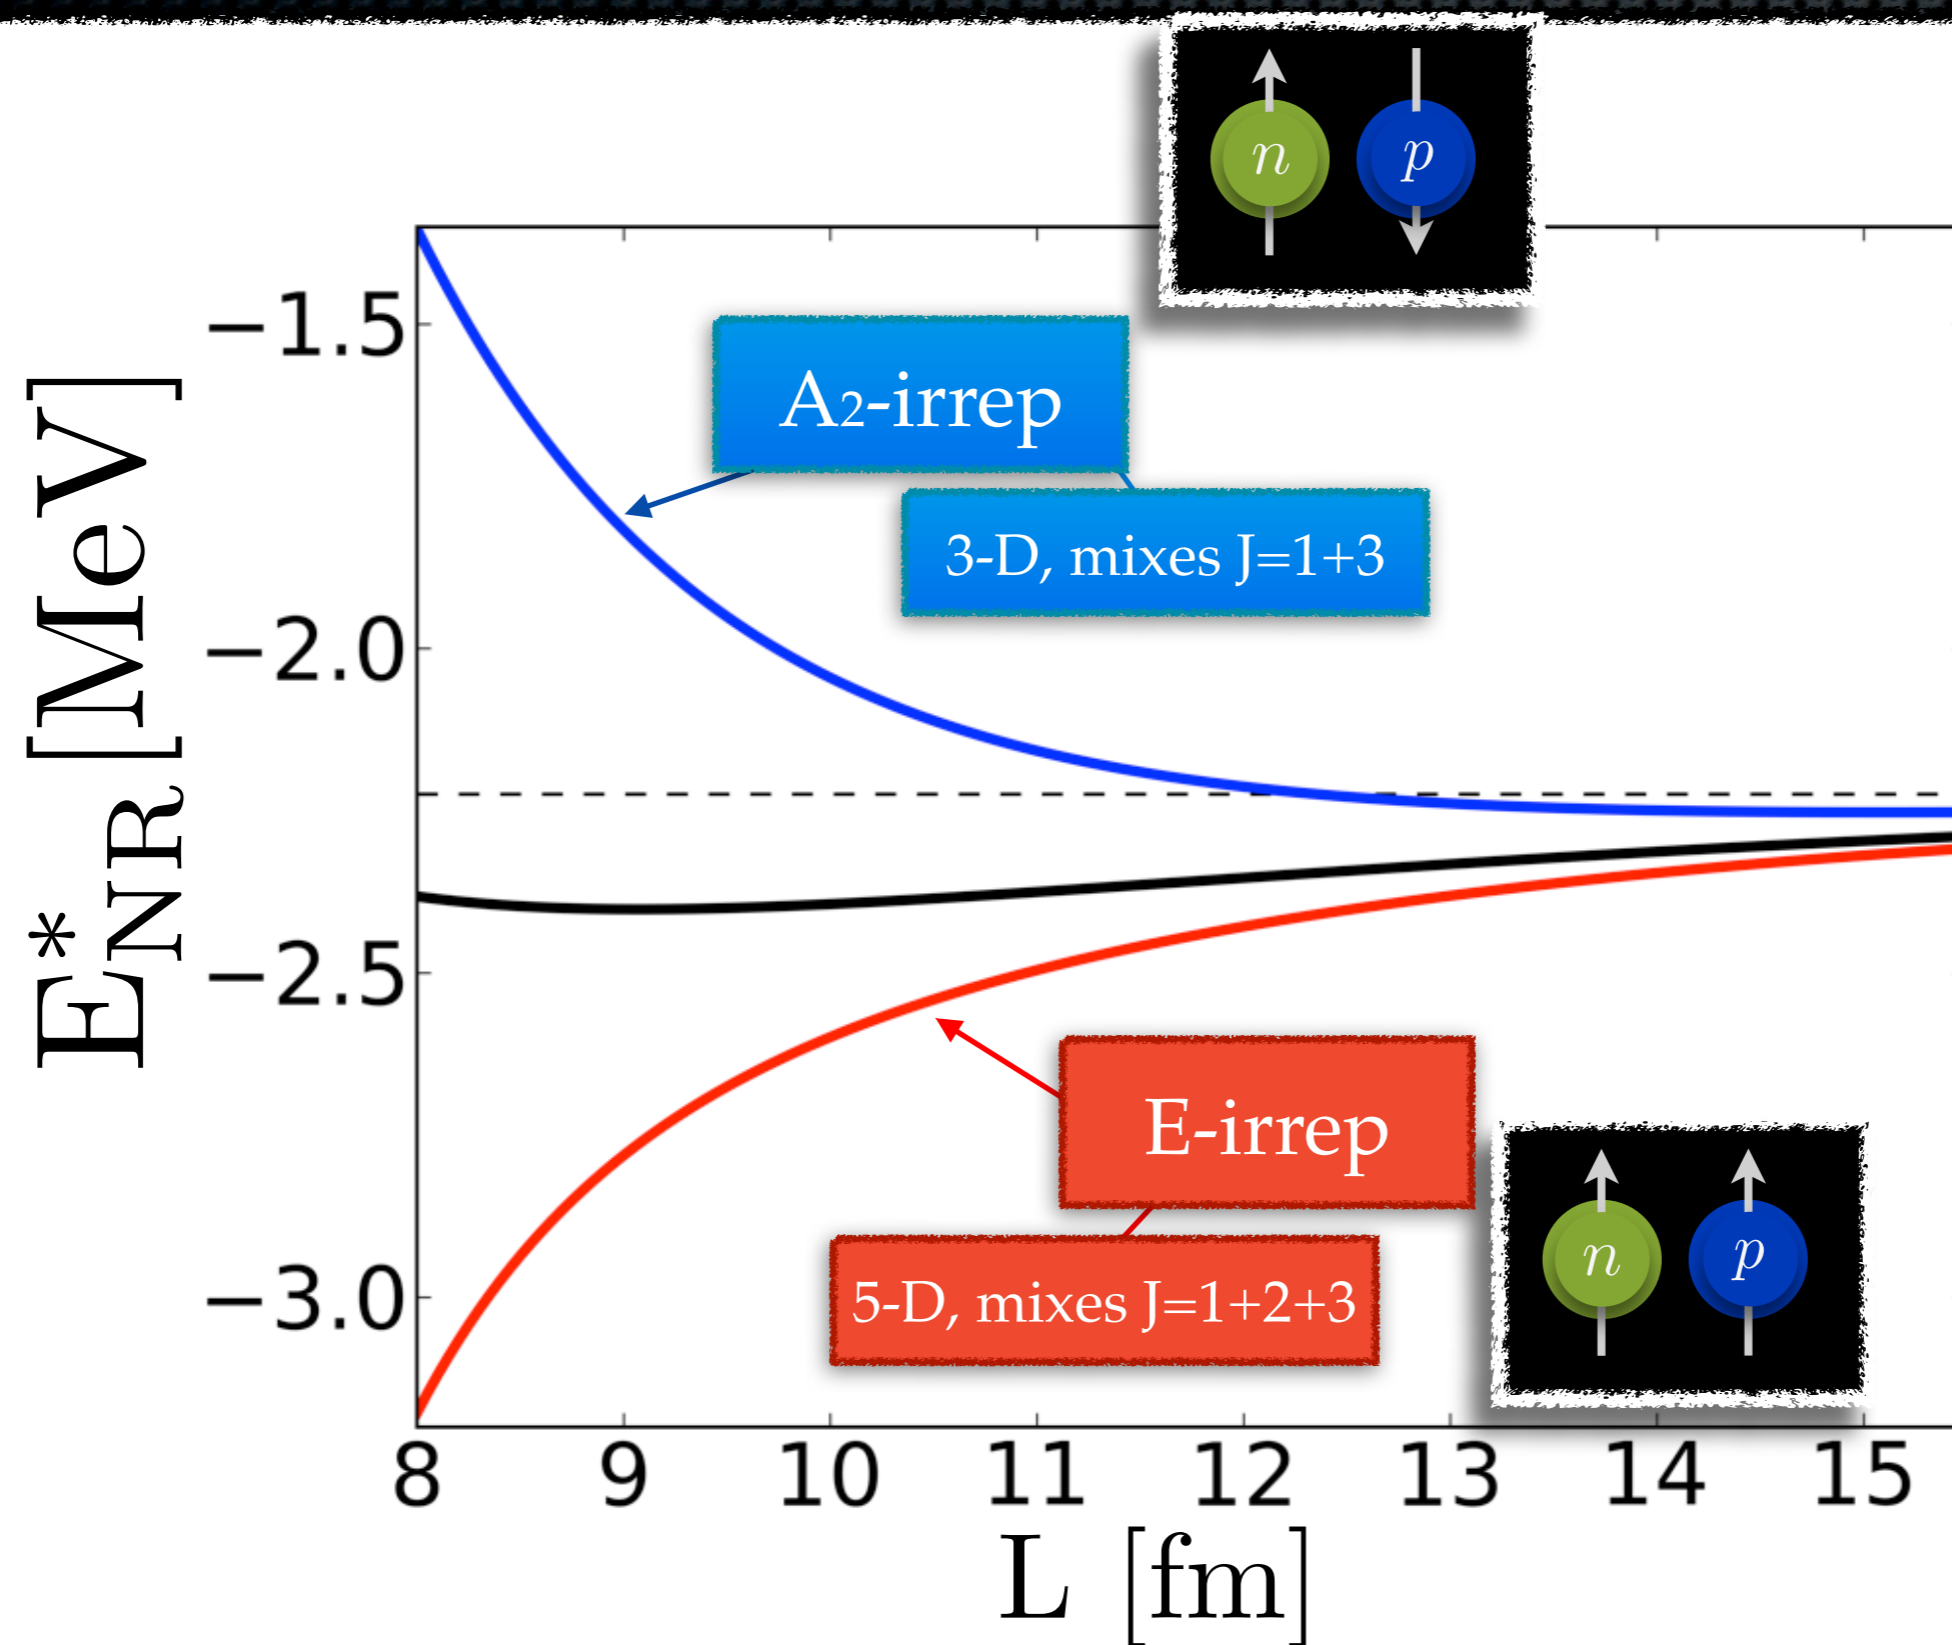 n p
−1.5
A2-irrep
3-D, mixes J=1+3
−2.0
E*NR [MeV]
−2.5
E-irrep
n p
5-D, mixes J=1+2+3
−3.0
8 9 10 11 12 13 14 15
L [fm]